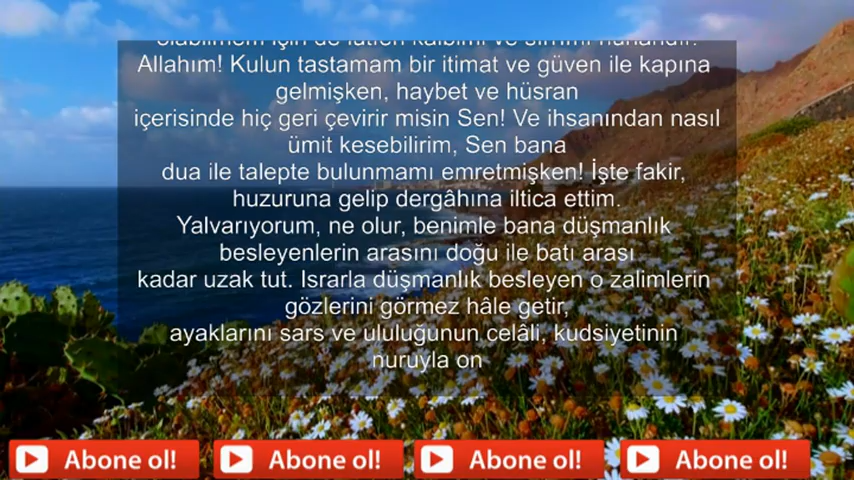 Allahım! Kulun tastamam bir itimat ve güven ile kapına
gelmişken, haybet ve hüsran
içerisinde hiç geri çevirir misin Sen! Ve ihsanından nasıl
ümit kesebilirim, Sen bana
dua ile talepte bulunmamı emretmişken! İşte fakir,
huzuruna gelip dergâhına iltica ettim.
Yalvarıyorum, ne olur, benimle bana düşmanlık
besleyenlerin arasını doğu ile batı arası
kadar uzak tut. Israrla düşmanlık besleyen o zalimlerin
gözlerini görmez hâle getir,
ayaklarını sars ve ululuğunun celâli, kudsiyetinin
nuruyla on
Abone ol! Abone ol! Abone ol! Abone ol!